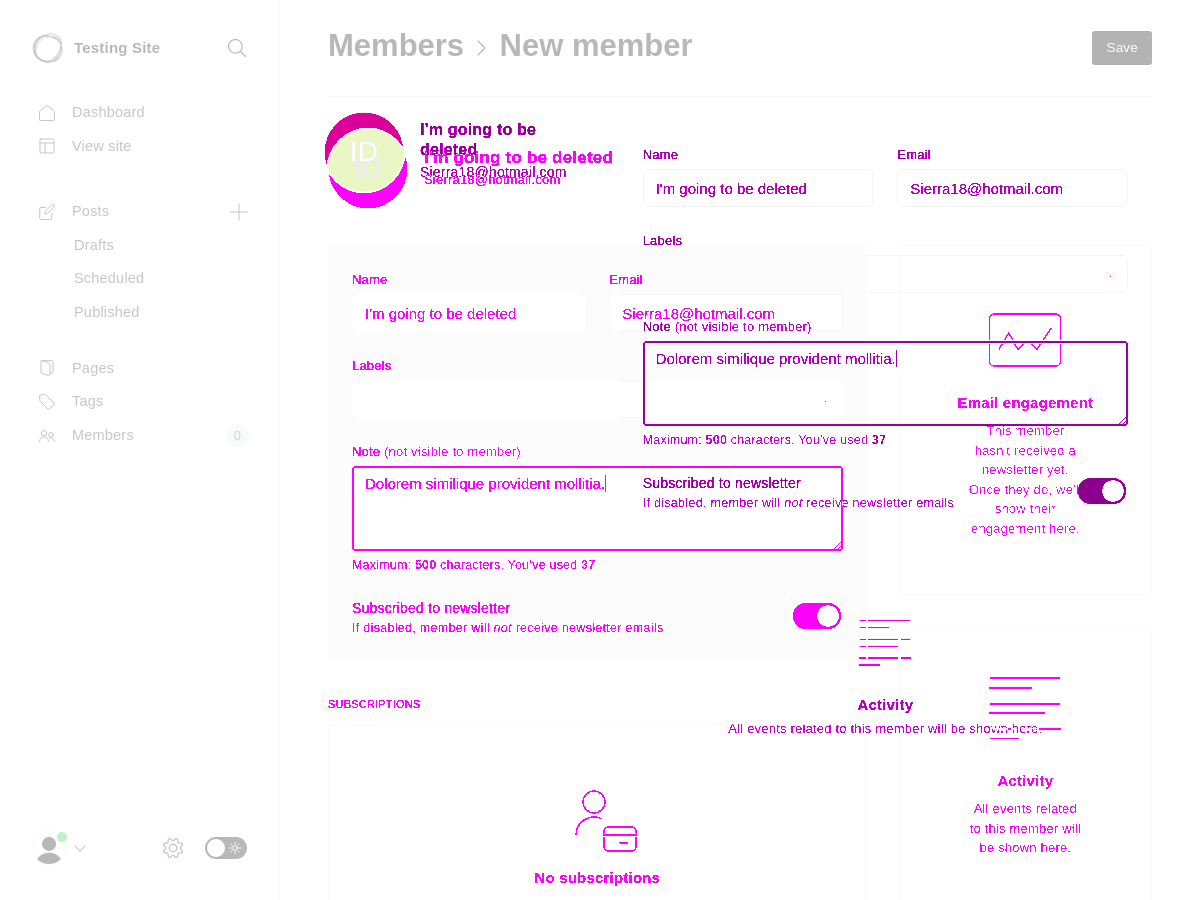 Testing Site
Members
New member
Save
Dashboard
View site
Posts
Drafts
Scheduled
Published
Pages
Tags
Members
0
ID
ID
I'm going to be
deleted
I'm going to be deleted
Sierra18@hotmail.com
Sierra18@hotmail.com
Name
Email
I'm going to be deleted
Sierra18@hotmail.com
Labels
Name
Email
I'm going to be deleted
Sierra18@hotmail.com
Note (not visible to member)
Dolorem similique provident mollitia.
Labels
Email engagement
This member
hasn't received a
newsletter yet.
Once they do, we'll
show their
engagement here.
Maximum: 500 characters. You've used 37
Note (not visible to member)
Dolorem similique provident mollitia.
Subscribed to newsletter
If disabled, member will not receive newsletter emails
Maximum: 500 characters. You've used 37
Subscribed to newsletter
If disabled, member will not receive newsletter emails
SUBSCRIPTIONS
Activity
All events related to this member will be shown here.
Activity
All events related
to this member will
be shown here.
No subscriptions